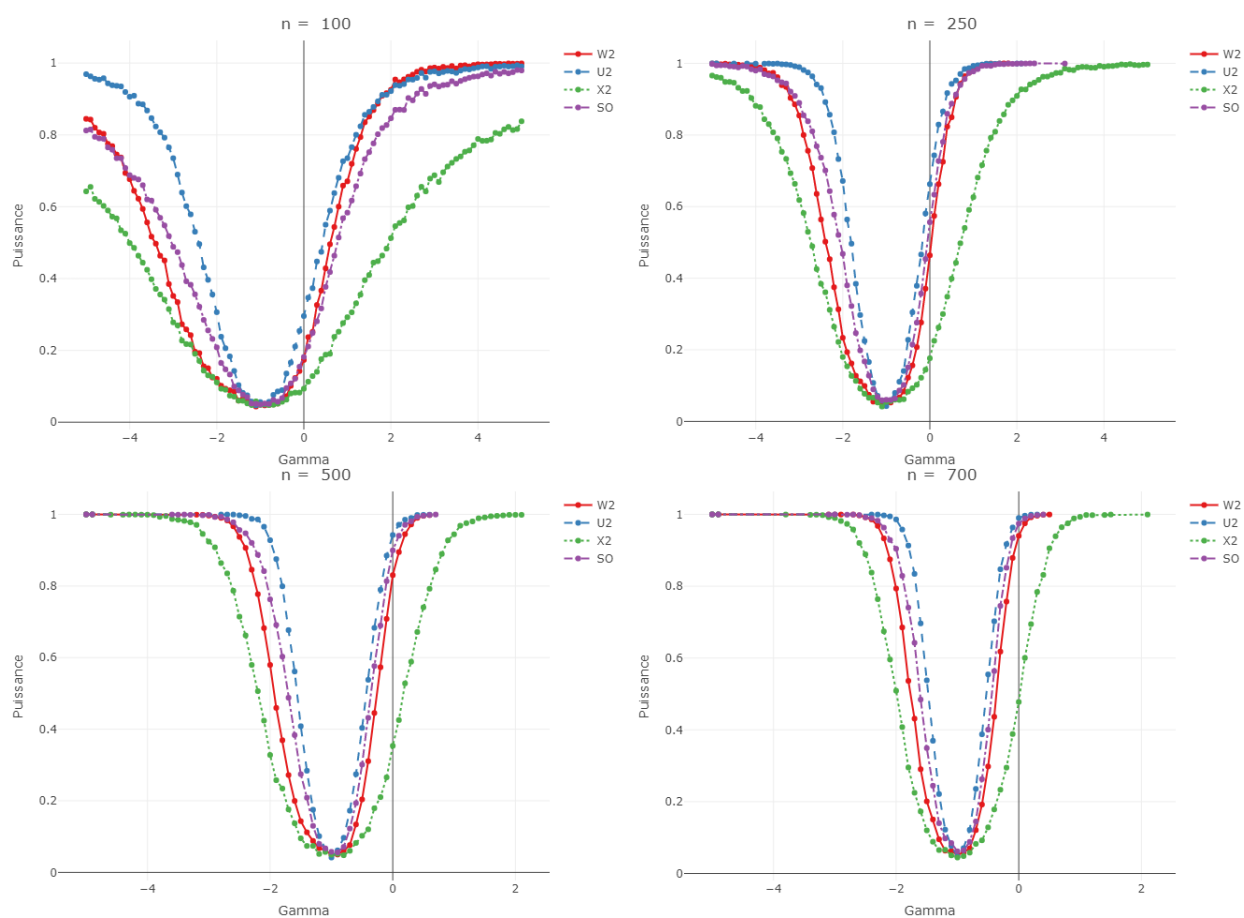 n = 100
1
0.8
0.6
0.4
0.2
0
Puissance
−4
−2
0
2
4
Gamma
W2
U2
X2
SO
n = 250
1
0.8
0.6
0.4
0.2
0
Puissance
−4
−2
0
2
4
Gamma
W2
U2
X2
SO
n = 500
1
0.8
0.6
0.4
0.2
0
Puissance
−4
−2
0
2
Gamma
W2
U2
X2
SO
n = 700
1
0.8
0.6
0.4
0.2
0
Puissance
−4
−2
0
2
Gamma
W2
U2
X2
SO